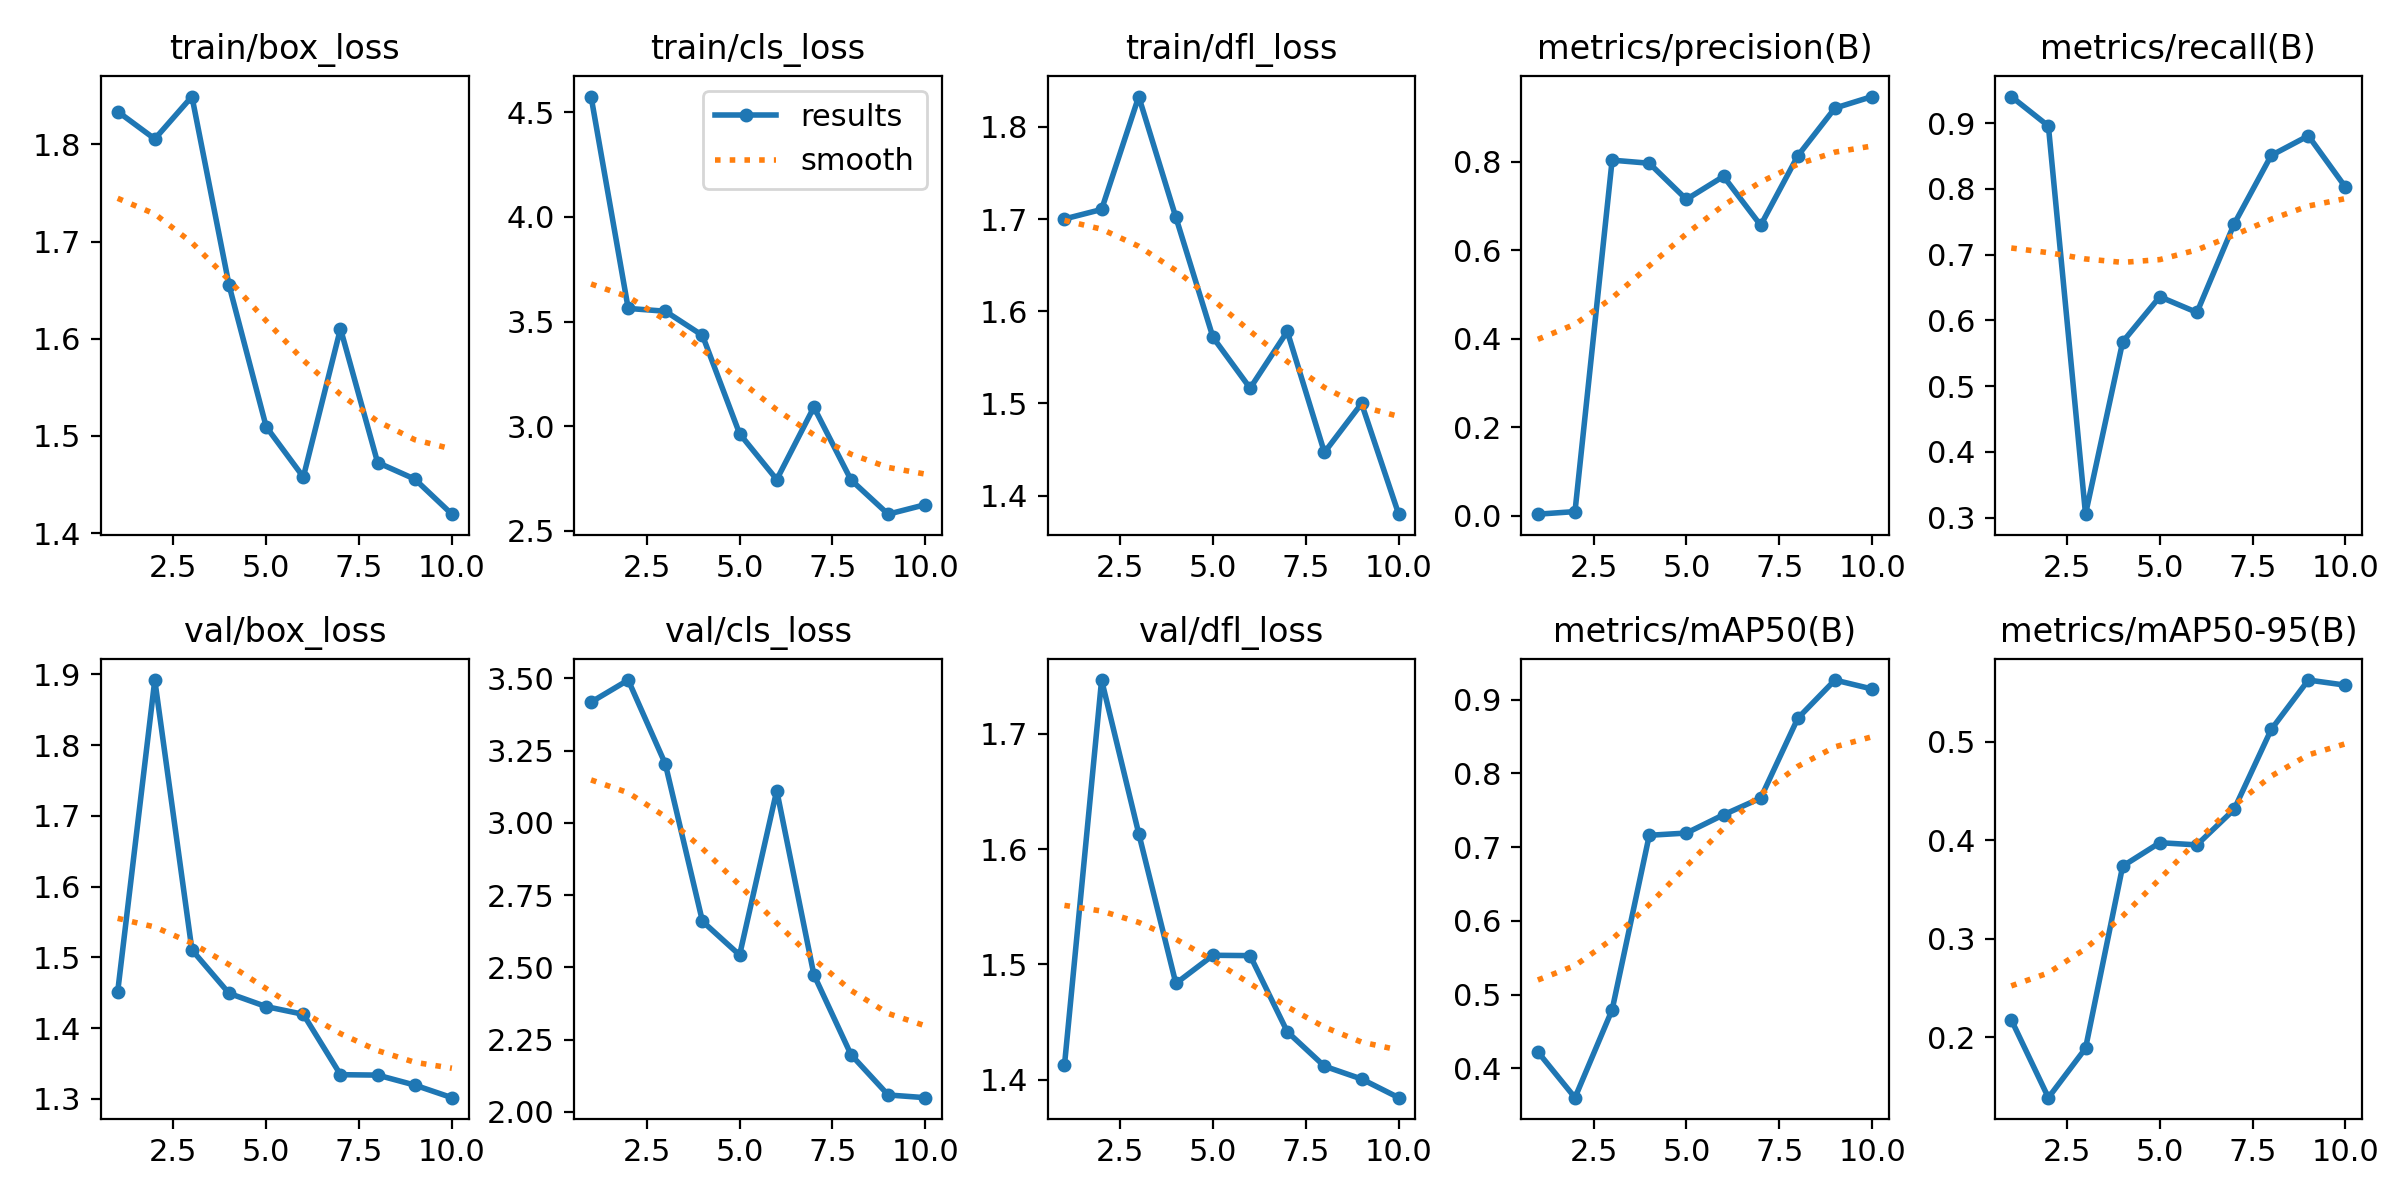 train/box_loss
train/cls_loss
train/dfl_loss
metrics/precision(B)
metrics/recall(B)
results
smooth
1.8
1.7
1.6
1.5
1.4
2.5 5.0 7.5 10.0
4.5
4.0
3.5
3.0
2.5
2.5 5.0 7.5 10.0
1.8
1.7
1.6
1.5
1.4
2.5 5.0 7.5 10.0
0.8
0.6
0.4
0.2
0.0
2.5 5.0 7.5 10.0
0.9
0.8
0.7
0.6
0.5
0.4
0.3
2.5 5.0 7.5 10.0
val/box_loss
val/cls_loss
val/dfl_loss
metrics/mAP50(B)
metrics/mAP50-95(B)
1.9
1.8
1.7
1.6
1.5
1.4
1.3
2.5 5.0 7.5 10.0
3.50
3.25
3.00
2.75
2.50
2.25
2.00
2.5 5.0 7.5 10.0
1.7
1.6
1.5
1.4
2.5 5.0 7.5 10.0
0.9
0.8
0.7
0.6
0.5
0.4
2.5 5.0 7.5 10.0
0.5
0.4
0.3
0.2
2.5 5.0 7.5 10.0